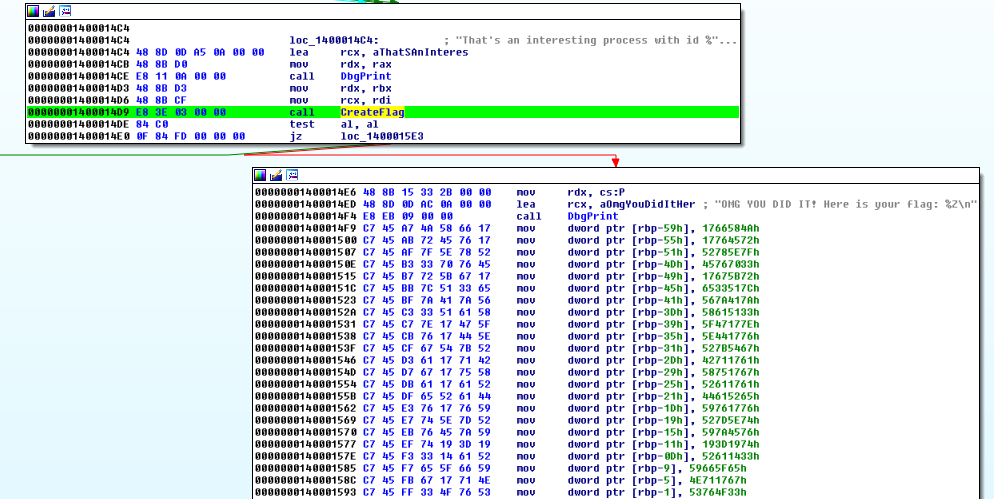 00000001400014C4
00000001400014C4 loc_1400014C4: ; "That's an interesting process with id %"...
00000001400014C4 48 8D 0D A5 0A 00 00 lea rcx, aThatSAnInteres
00000001400014CB 48 8B D0 mov rdx, rax
00000001400014CE E8 11 0A 00 00 call DbgPrint
00000001400014D3 48 8B D3 mov rdx, rbx
00000001400014D6 48 8B CF mov rcx, rdi
00000001400014D9 E8 3E 03 00 00 call CreateFlag
00000001400014DE 84 C0 test al, al
00000001400014E0 0F 84 FD 00 00 00 jz loc_1400015E3
00000001400014E6 48 8B 15 33 2B 00 00 mov rdx, cs:P
00000001400014ED 48 8D 0D AC 0A 00 00 lea rcx, aOmgYouDidItHer ; "OMG YOU DID IT! Here is your flag: %Z\n"
00000001400014F4 E8 EB 09 00 00 call DbgPrint
00000001400014F9 C7 45 A7 4A 58 66 17 mov dword ptr [rbp-59h], 1766584Ah
0000000140001500 C7 45 AB 72 45 76 17 mov dword ptr [rbp-55h], 17764572h
0000000140001507 C7 45 AF 7F 5E 78 52 mov dword ptr [rbp-51h], 52785E7Fh
000000014000150E C7 45 B3 33 70 76 45 mov dword ptr [rbp-4Dh], 45767033h
0000000140001515 C7 45 B7 72 5B 67 17 mov dword ptr [rbp-49h], 17675B72h
000000014000151C C7 45 BB 7C 51 33 65 mov dword ptr [rbp-45h], 6533517Ch
0000000140001523 C7 45 BF 7A 41 7A 56 mov dword ptr [rbp-41h], 567A417Ah
000000014000152A C7 45 C3 33 51 61 58 mov dword ptr [rbp-3Dh], 58615133h
0000000140001531 C7 45 C7 7E 17 47 5F mov dword ptr [rbp-39h], 5F47177Eh
0000000140001538 C7 45 CB 76 17 44 5E mov dword ptr [rbp-35h], 5E441776h
000000014000153F C7 45 CF 67 54 7B 52 mov dword ptr [rbp-31h], 527B5467h
0000000140001546 C7 45 D3 61 17 71 42 mov dword ptr [rbp-2Dh], 42711761h
000000014000154D C7 45 D7 67 17 75 58 mov dword ptr [rbp-29h], 58751767h
0000000140001554 C7 45 DB 61 17 61 52 mov dword ptr [rbp-25h], 52611761h
000000014000155B C7 45 DF 65 52 61 44 mov dword ptr [rbp-21h], 44615265h
0000000140001562 C7 45 E3 76 17 76 59 mov dword ptr [rbp-1Dh], 59761776h
0000000140001569 C7 45 E7 74 5E 7D 52 mov dword ptr [rbp-19h], 527D5E74h
0000000140001570 C7 45 EB 76 45 7A 59 mov dword ptr [rbp-15h], 597A4576h
0000000140001577 C7 45 EF 74 19 3D 19 mov dword ptr [rbp-11h], 193D1974h
000000014000157E C7 45 F3 33 14 61 52 mov dword ptr [rbp-0Dh], 52611433h
0000000140001585 C7 45 F7 65 5F 66 59 mov dword ptr [rbp-9], 59665F65h
000000014000158C C7 45 FB 67 17 71 4E mov dword ptr [rbp-5], 4E711767h
0000000140001593 C7 45 FF 33 4F 76 53 mov dword ptr [rbp-1], 53764F33h